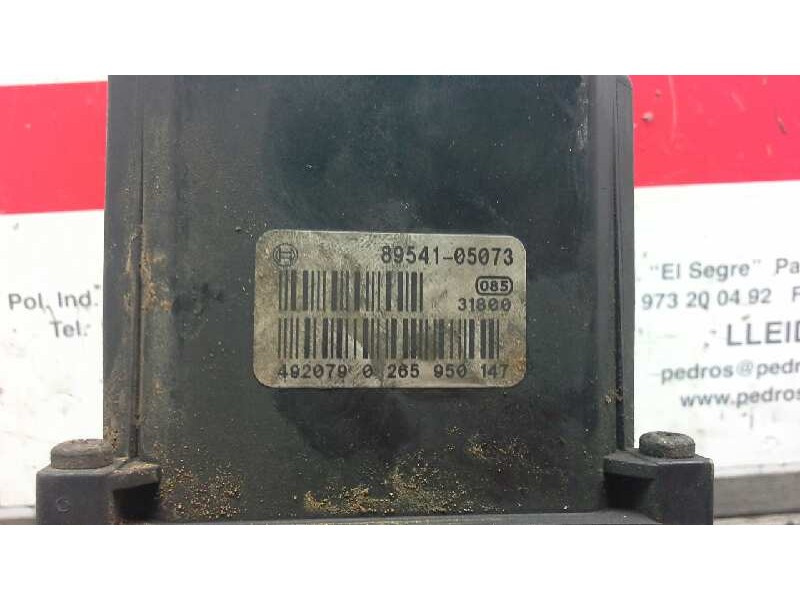 89541-05073
085
31800
492079 0 265 950 147
Pol. Ind.
Tel.:
"El Segre"
973 20 04 92
LLEID
pedros@pedro
www.pedros